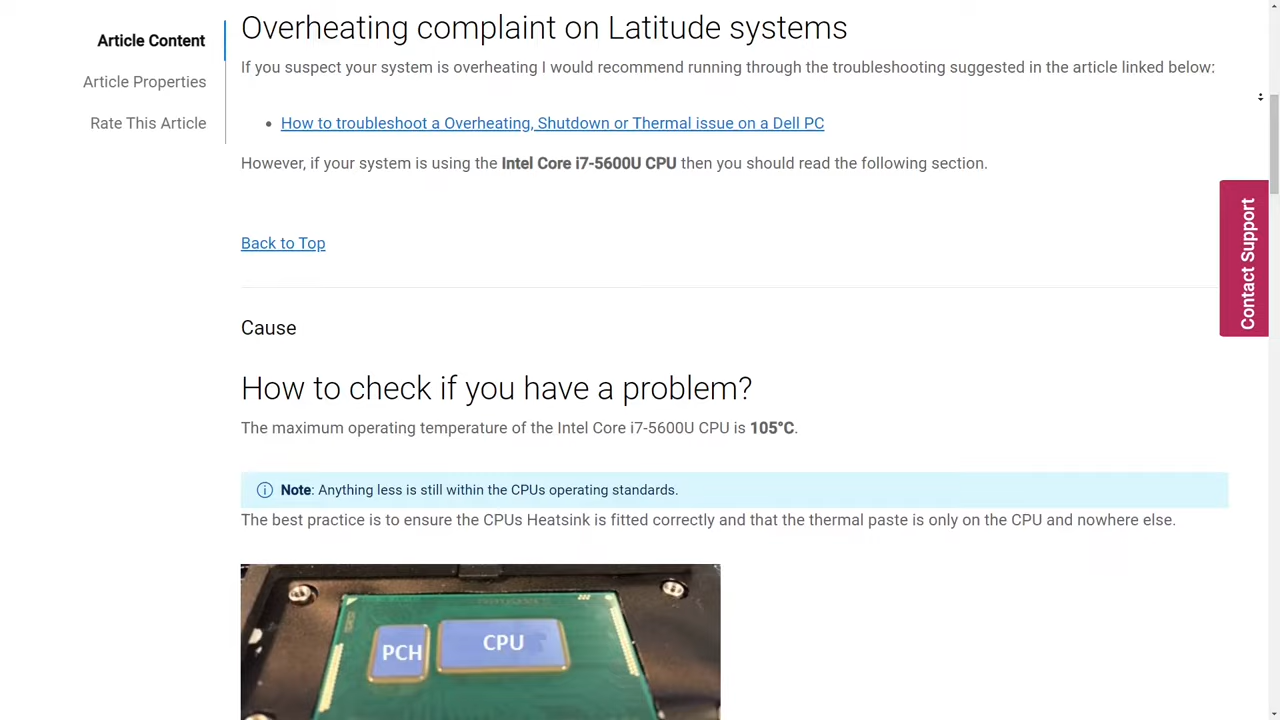 Article Content
Article Properties
Rate This Article
Overheating complaint on Latitude systems
If you suspect your system is overheating I would recommend running through the troubleshooting suggested in the article linked below:
How to troubleshoot a Overheating, Shutdown or Thermal issue on a Dell PC
However, if your system is using the Intel Core i7-5600U CPU then you should read the following section.
Back to Top
Cause
How to check if you have a problem?
The maximum operating temperature of the Intel Core i7-5600U CPU is 105°C.
Note: Anything less is still within the CPUs operating standards.
The best practice is to ensure the CPUs Heatsink is fitted correctly and that the thermal paste is only on the CPU and nowhere else.
PCH
CPU
Contact Support